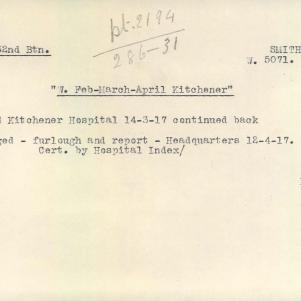 pt. 2194
286-31
52nd Btn. SMITH
W. 5071.
"W. Feb-March-April Kitchener"
Kitchener Hospital 14-3-17 continued back
ged - furlough and report - Headquarters 12-4-17.
Cert. by Hospital Index/